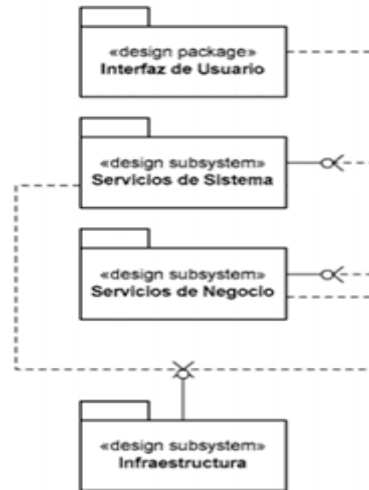 «design package»
Interfaz de Usuario
«design subsystem»
Servicios de Sistema
«design subsystem»
Servicios de Negocio
«design subsystem»
Infraestructura